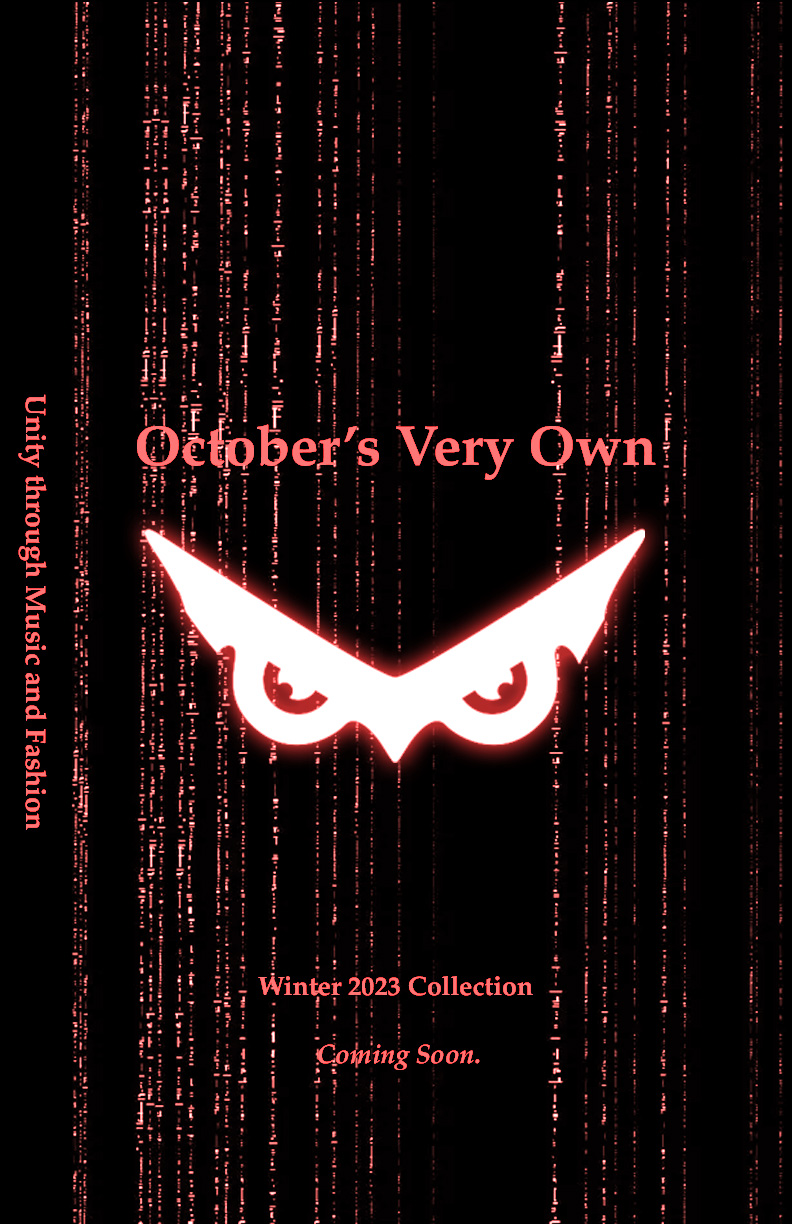 October’s Very Own
Unity through Music and Fashion
Winter 2023 Collection
Coming Soon.